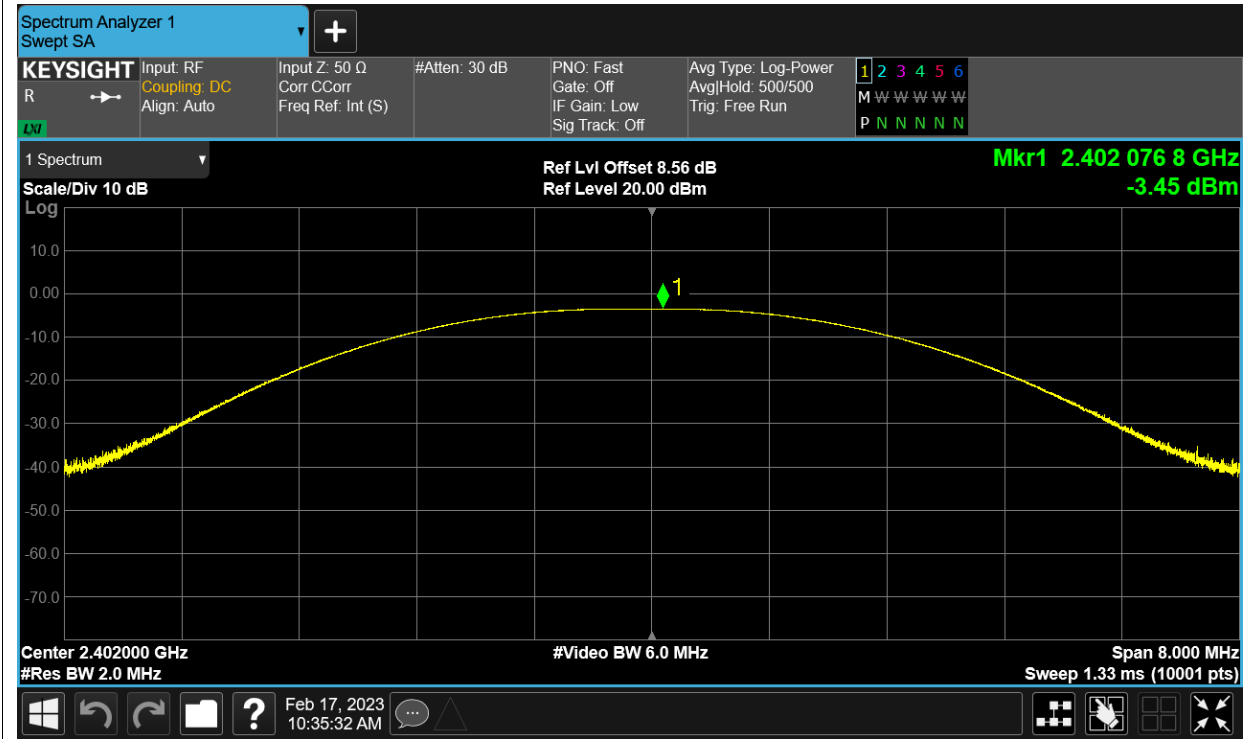 Spectrum Analyzer 1
Swept SA
KEYSIGHT
R
LXI
Input: RF
Coupling: DC
Align: Auto
Input Z: 50 Ω
Corr CCorr
Freq Ref: Int (S)
#Atten: 30 dB
PNO: Fast
Gate: Off
IF Gain: Low
Sig Track: Off
Avg Type: Log-Power
Avg|Hold: 500/500
Trig: Free Run
1 2 3 4 5 6
M W W W W W
P N N N N N
1 Spectrum
Scale/Div 10 dB
Ref Lvl Offset 8.56 dB
Ref Level 20.00 dBm
Mkr1 2.402 076 8 GHz
-3.45 dBm
Log
10.0
0.00
-10.0
-20.0
-30.0
-40.0
-50.0
-60.0
-70.0
1
Center 2.402000 GHz
#Video BW 6.0 MHz
Span 8.000 MHz
#Res BW 2.0 MHz
Sweep 1.33 ms (10001 pts)
?
Feb 17, 2023
10:35:32 AM